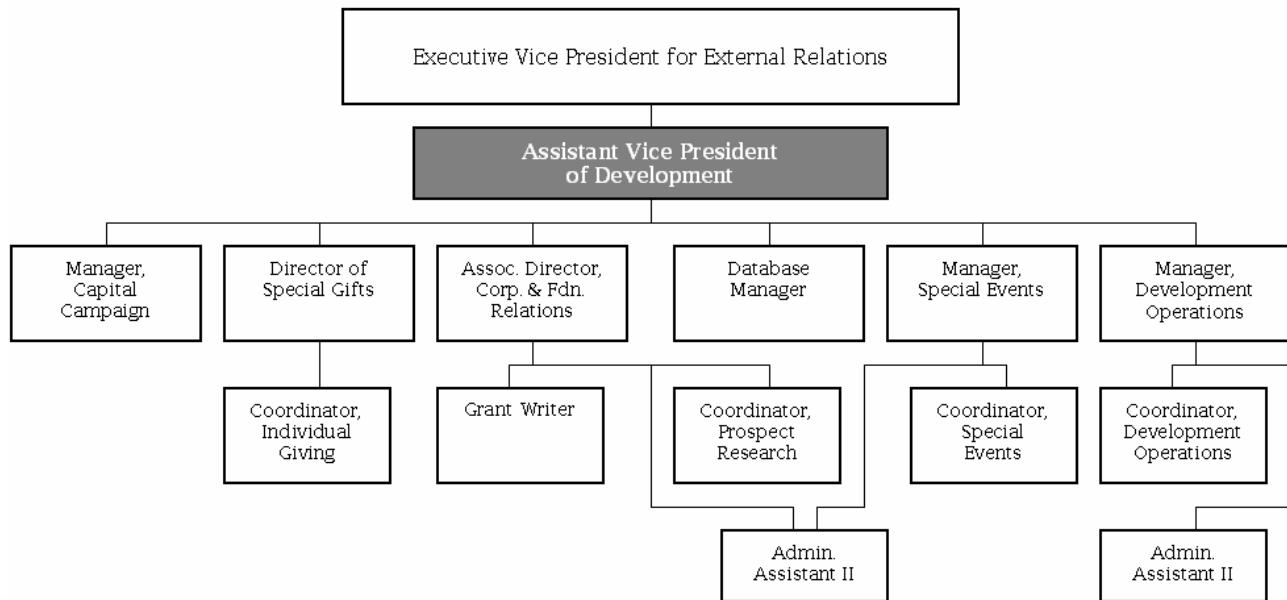 Executive Vice President for External Relations
Assistant Vice President
of Development
Manager,
Capital
Campaign
Director of
Special Gifts
Assoc. Director,
Corp. & Fdn.
Relations
Database
Manager
Manager,
Special Events
Manager,
Development
Operations
Coordinator,
Individual
Giving
Grant Writer
Coordinator,
Prospect
Research
Coordinator,
Special
Events
Coordinator,
Development
Operations
Admin.
Assistant II
Admin.
Assistant II